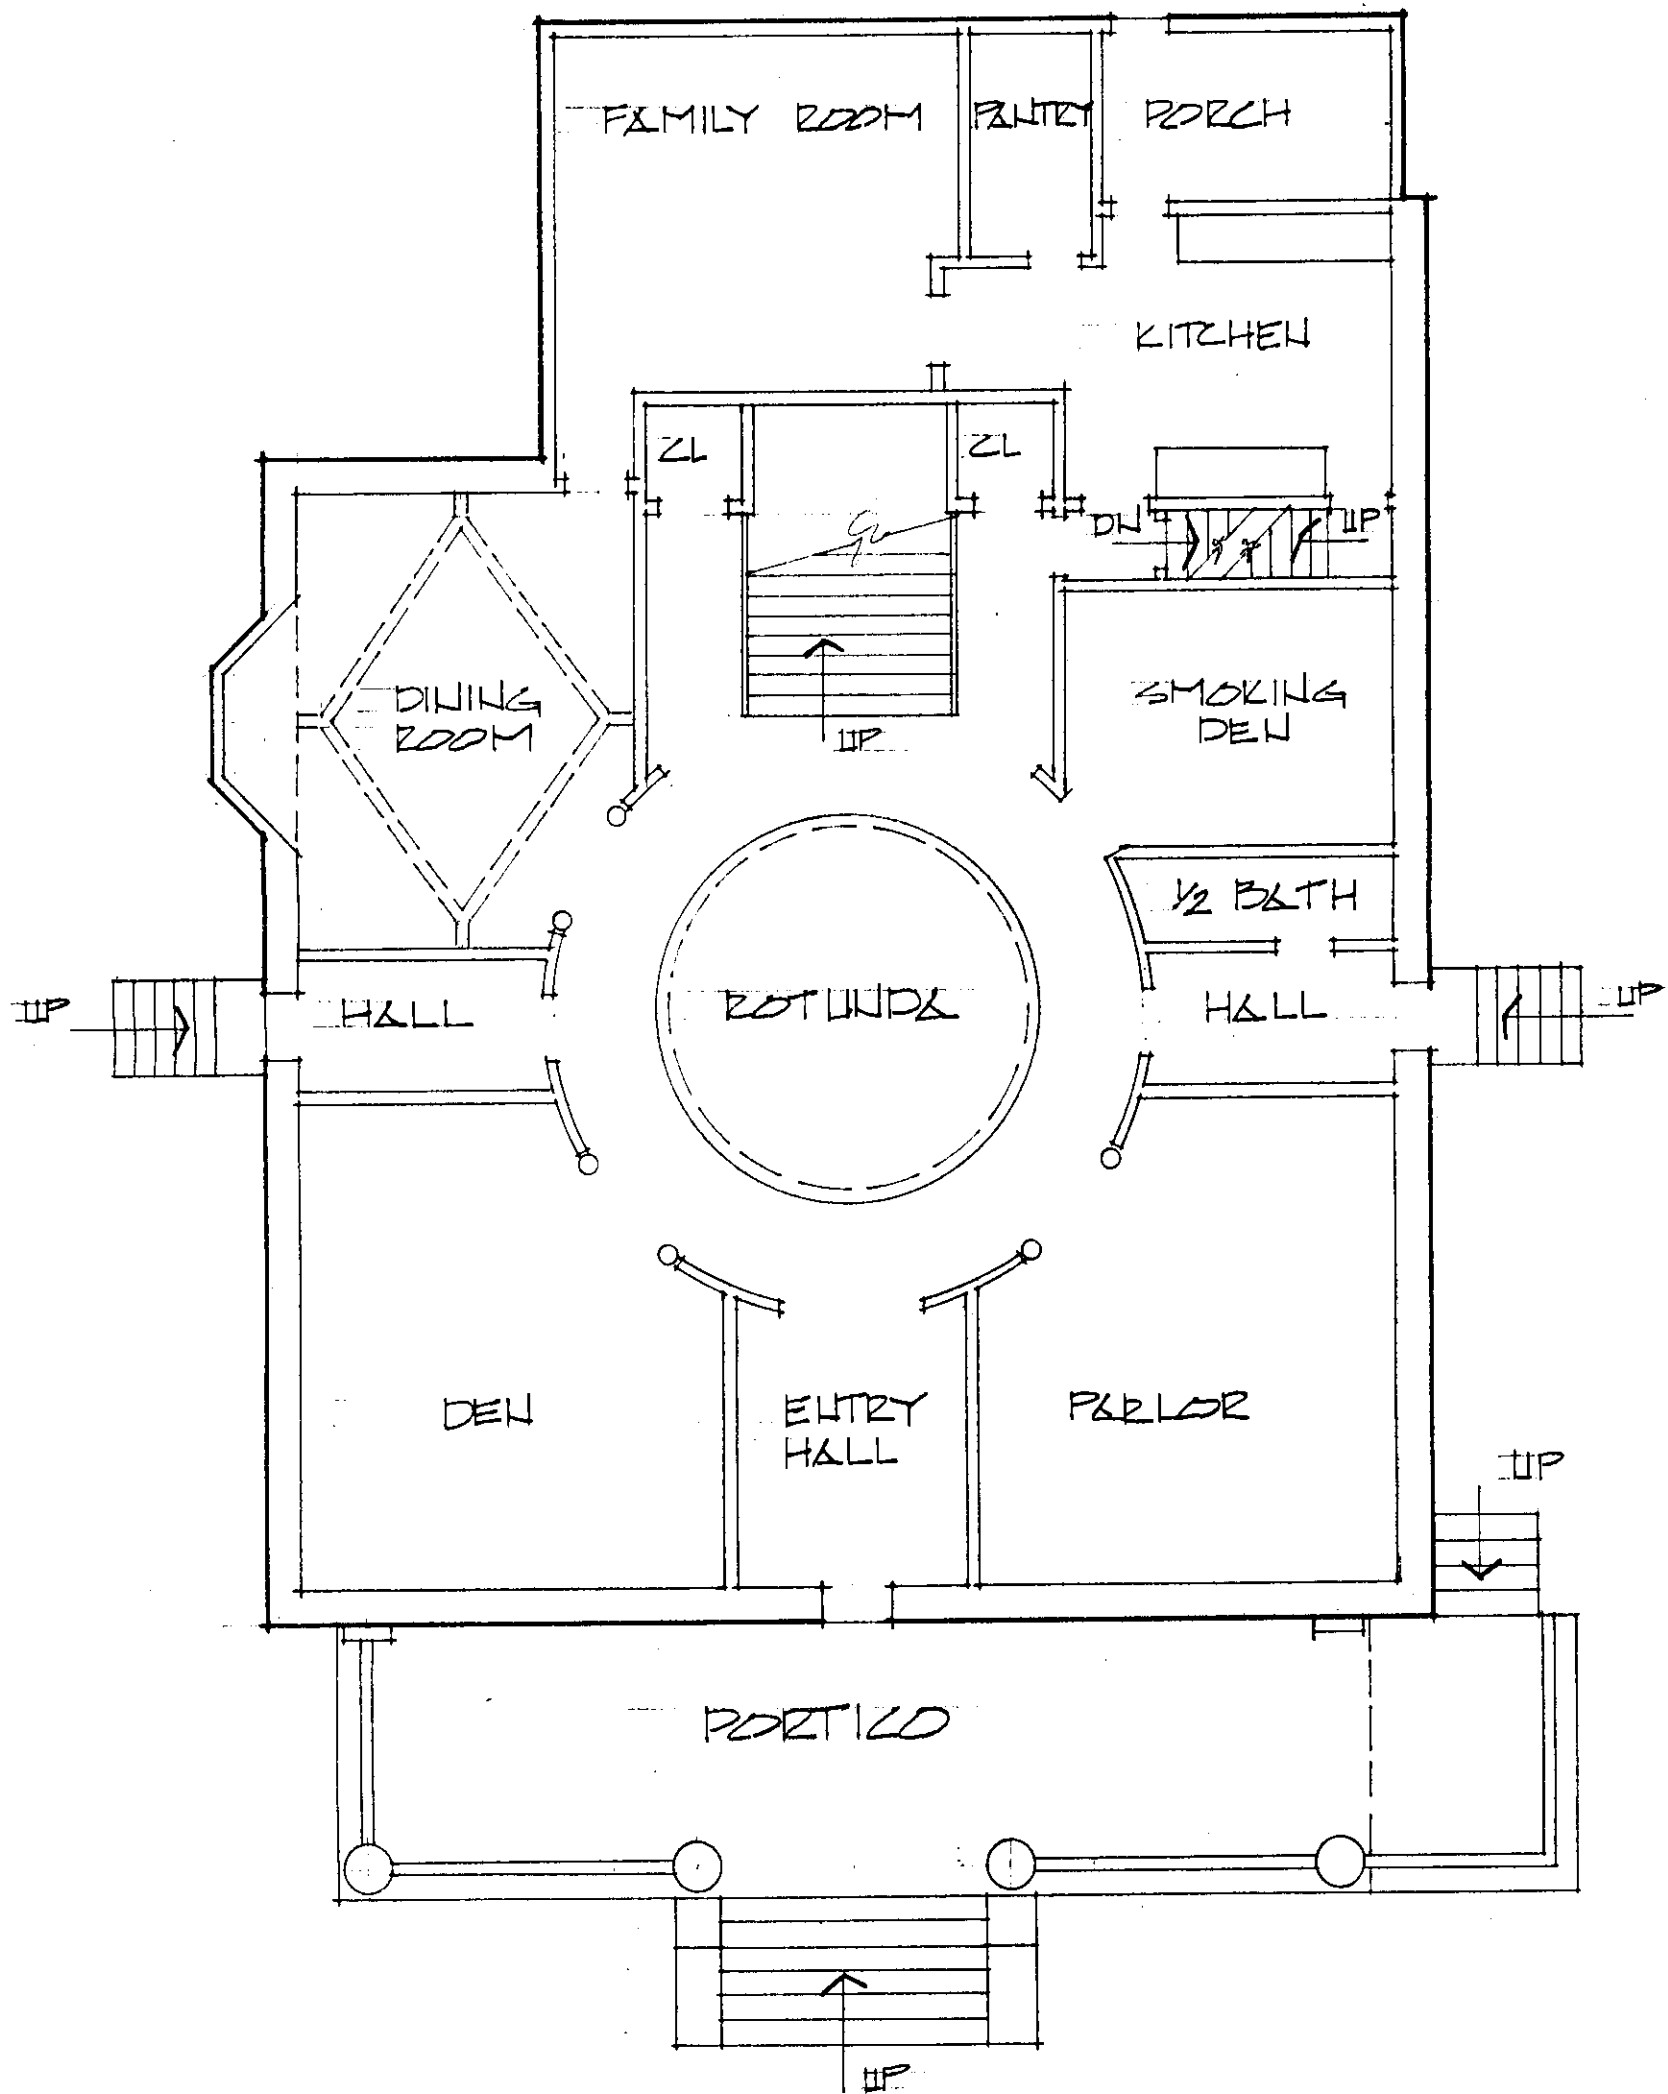 FAMILY ROOM
PANTRY
PORCH
KITCHEN
CL
CL
DN
UP
DINING
ROOM
UP
SMOKING
DEN
1/2 BATH
UP
HALL
ROTUNDA
HALL
UP
DEN
ENTRY
HALL
PARLOR
UP
PORTICO
UP